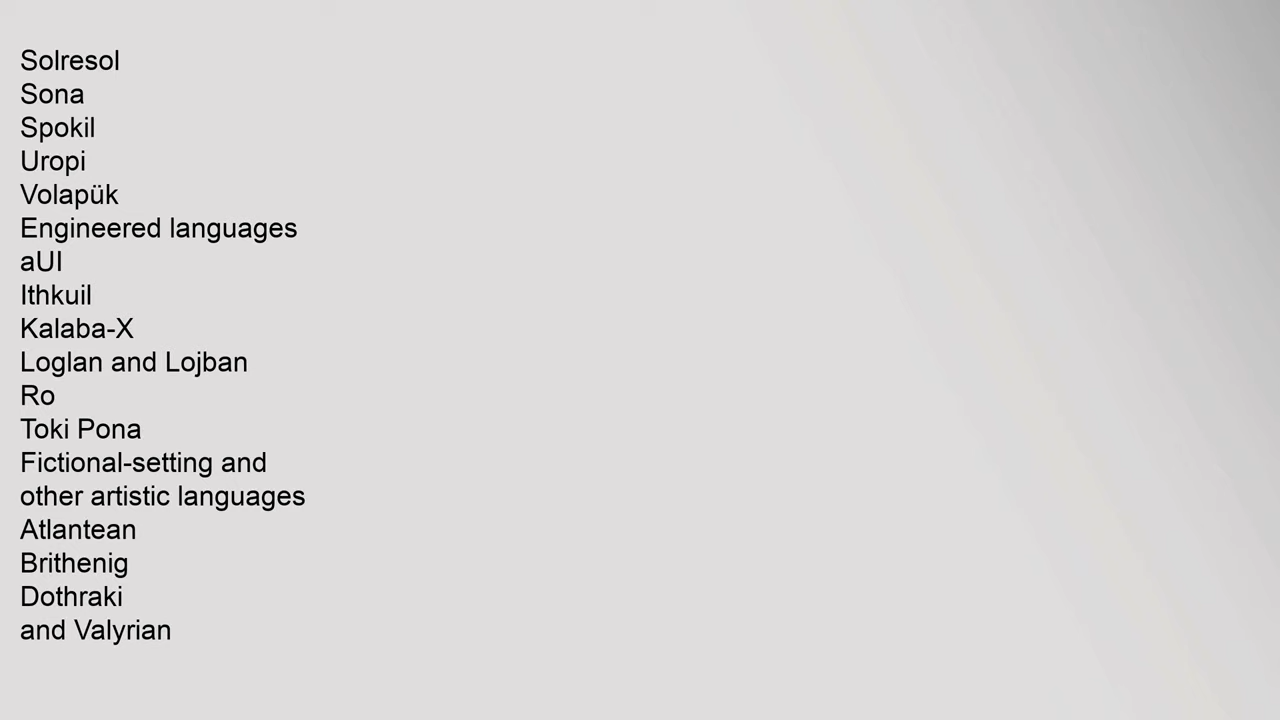 Solresol
Sona
Spokil
Uropi
Volapük
Engineered languages
aUI
Ithkuil
Kalaba-X
Loglan and Lojban
Ro
Toki Pona
Fictional-setting and
other artistic languages
Atlantean
Brithenig
Dothraki
and Valyrian